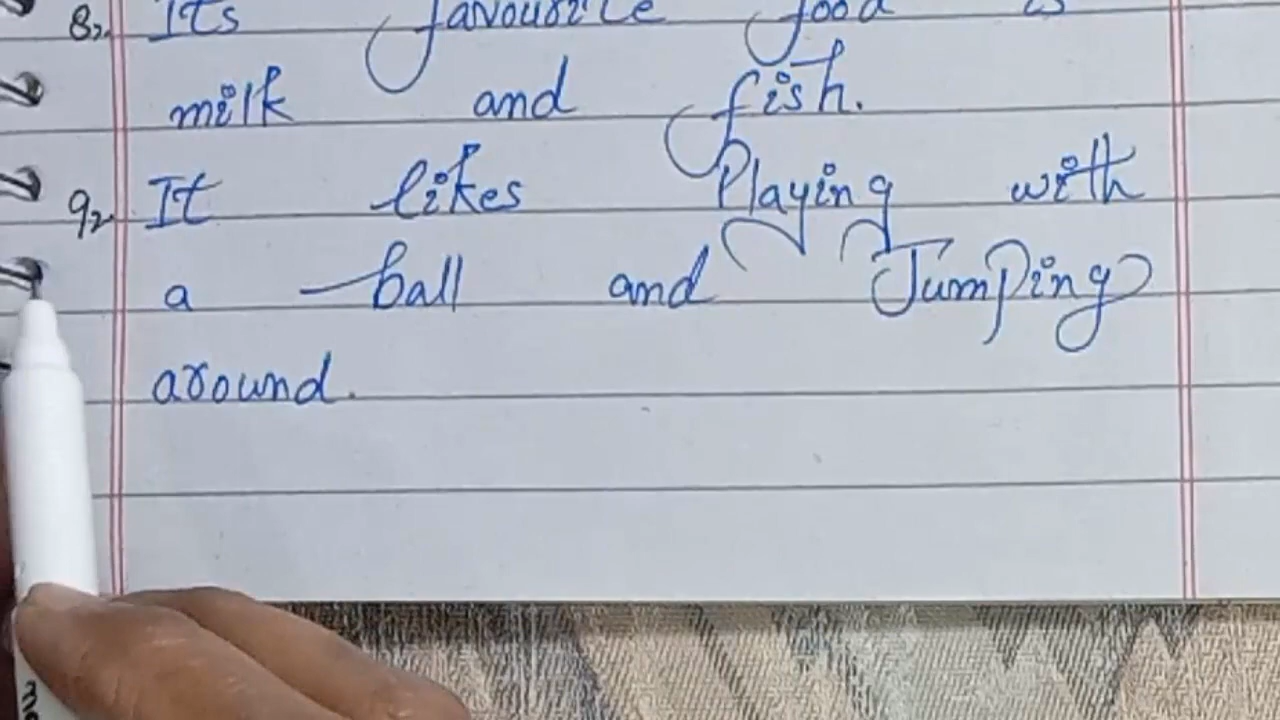 8. Its favourite food is
milk and fish.
9. It likes Playing with
a ball and Jumping
around.